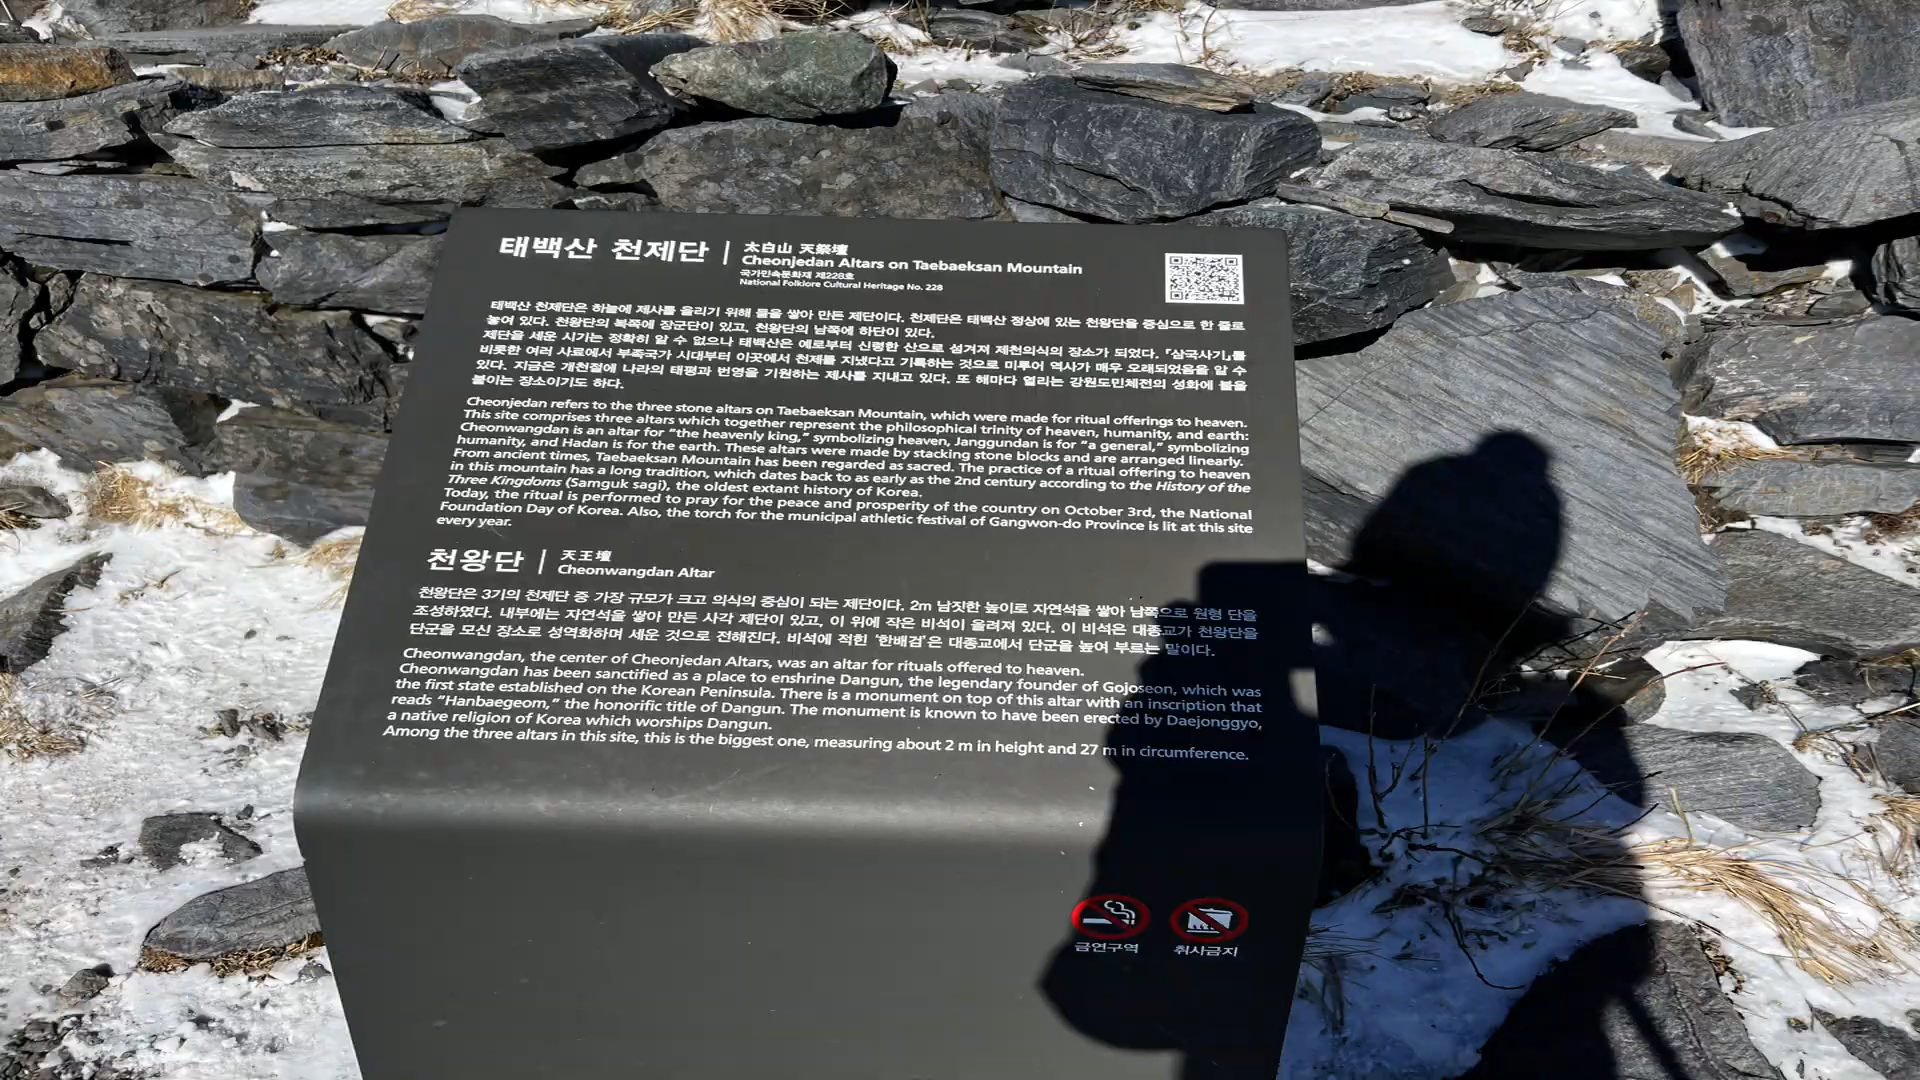 태백산 천제단
太白山 天祭壇
Cheonjedan Altars on Taebaeksan Mountain
국가민속문화재 제228호
National Folklore Cultural Heritage No. 228
태백산 천제단은 하늘에 제사를 올리기 위해 돌을 쌓아 만든 제단이다. 천제단은 태백산 정상에 있는 천왕단을 중심으로 한 줄로
놓여 있다. 천왕단의 북쪽에 장군단이 있고, 천왕단의 남쪽에 하단이 있다.
제단을 세운 시기는 정확히 알 수 없으나 태백산은 예로부터 신령한 산으로 섬겨져 제천의식의 장소가 되었다. 『삼국사기』를
비롯한 여러 사료에서 부족국가 시대부터 이곳에서 천제를 지냈다고 기록하는 것으로 미루어 역사가 매우 오래되었음을 알 수
있다. 지금은 개천절에 나라의 태평과 번영을 기원하는 제사를 지내고 있다. 또 해마다 열리는 강원도민체전의 성화에 불을
붙이는 장소이기도 하다.
Cheonjedan refers to the three stone altars on Taebaeksan Mountain, which were made for ritual offerings to heaven.
This site comprises three altars which together represent the philosophical trinity of heaven, humanity, and earth:
Cheonwangdan is an altar for “the heavenly king,” symbolizing heaven, Janggundan is for “a general,” symbolizing
humanity, and Hadan is for the earth. These altars were made by stacking stone blocks and are arranged linearly.
From ancient times, Taebaeksan Mountain has been regarded as sacred. The practice of a ritual offering to heaven
in this mountain has a long tradition, which dates back to as early as the 2nd century according to the History of the
Three Kingdoms (Samguk sagi), the oldest extant history of Korea.
Today, the ritual is performed to pray for the peace and prosperity of the country on October 3rd, the National
Foundation Day of Korea. Also, the torch for the municipal athletic festival of Gangwon-do Province is lit at this site
every year.
천왕단
天王壇
Cheonwangdan Altar
천왕단은 3기의 천제단 중 가장 규모가 크고 의식의 중심이 되는 제단이다. 2m 남짓한 높이로 자연석을 쌓아 남쪽으로 원형 단을
조성하였다. 내부에는 자연석을 쌓아 만든 사각 제단이 있고, 이 위에 작은 비석이 올려져 있다. 이 비석은 대종교가 천왕단을
단군을 모신 장소로 성역화하며 세운 것으로 전해진다. 비석에 적힌 ‘한배검’은 대종교에서 단군을 높여 부르는 말이다.
Cheonwangdan, the center of Cheonjedan Altars, was an altar for rituals offered to heaven.
Cheonwangdan has been sanctified as a place to enshrine Dangun, the legendary founder of Gojoseon, which was
the first state established on the Korean Peninsula. There is a monument on top of this altar with an inscription that
reads “Hanbaegeom,” the honorific title of Dangun. The monument is known to have been erected by Daejonggyo,
a native religion of Korea which worships Dangun.
Among the three altars in this site, this is the biggest one, measuring about 2 m in height and 27 m in circumference.
금연구역
취사금지